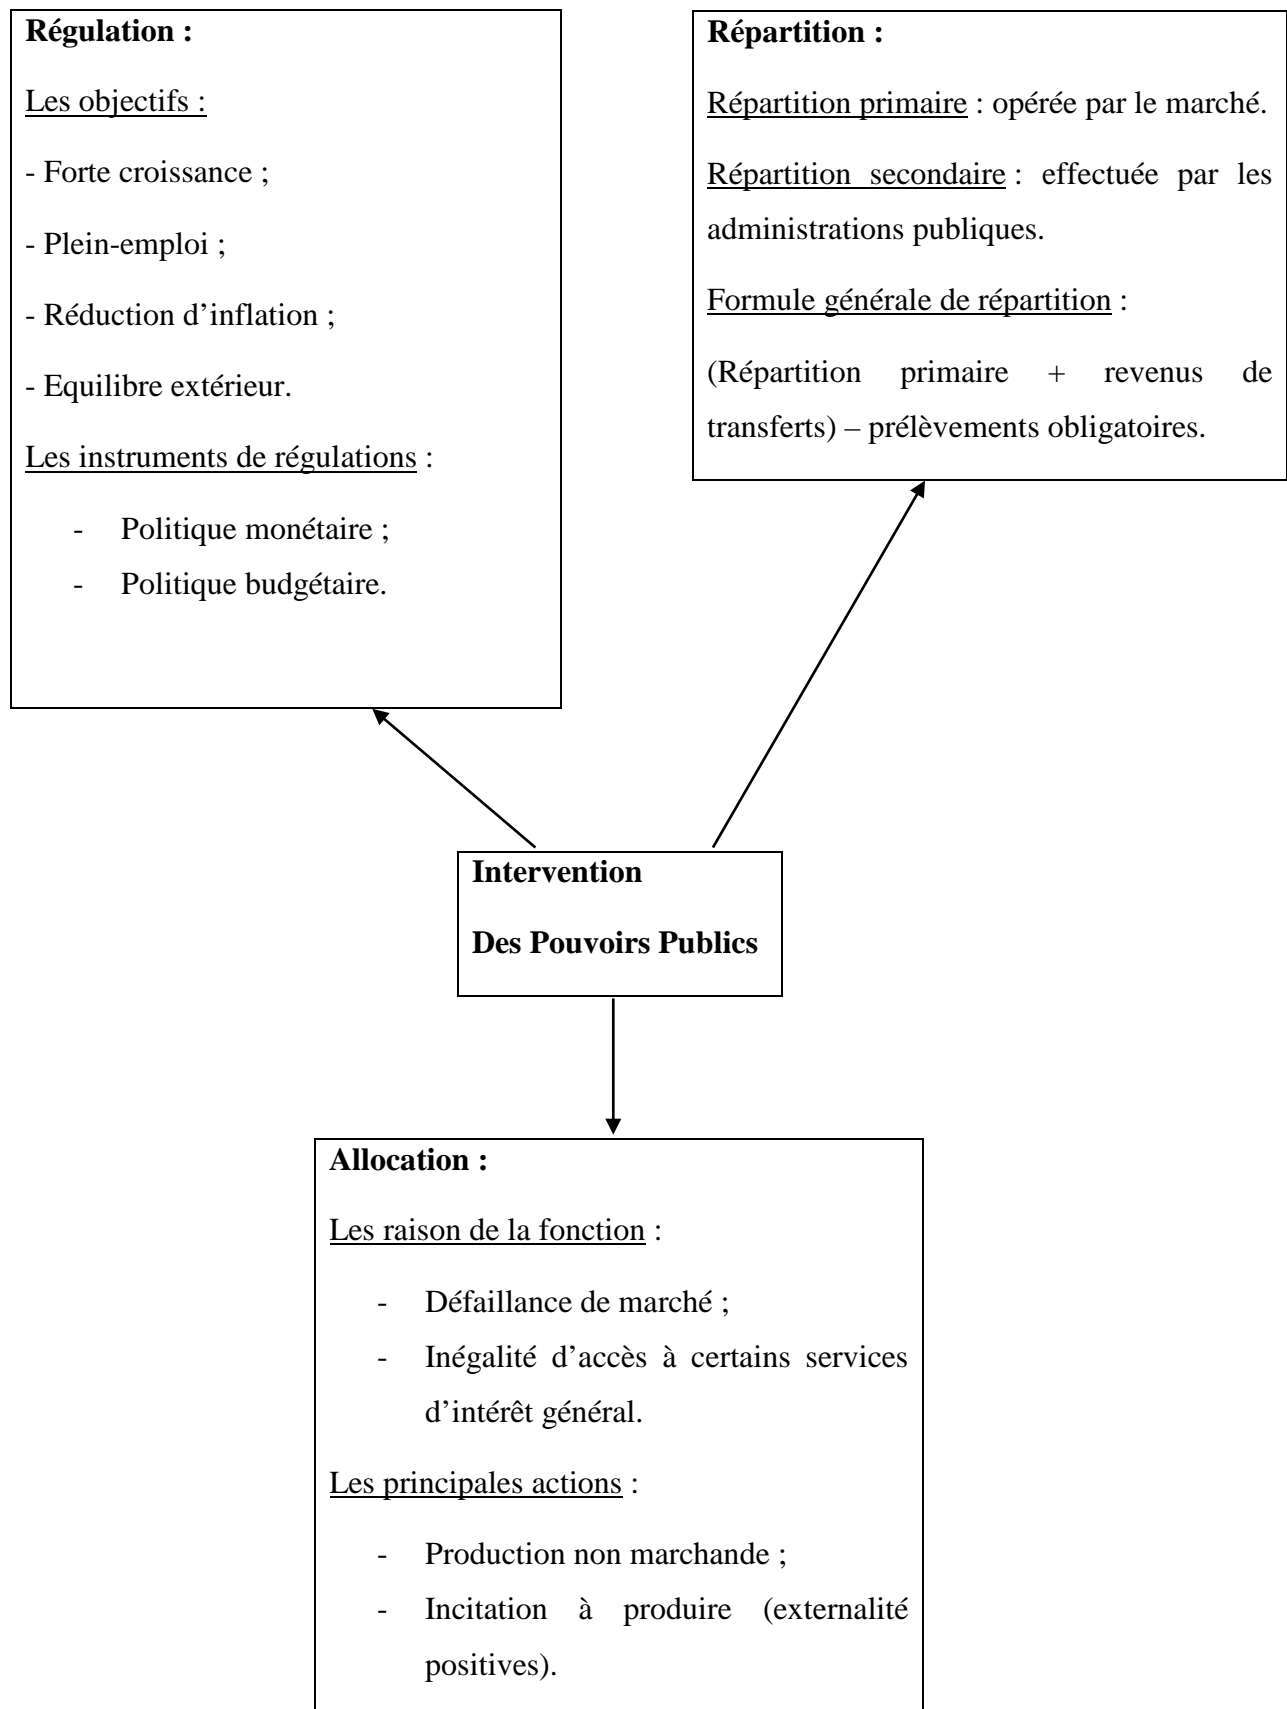 Régulation :
Les objectifs :
- Forte croissance ;
- Plein-emploi ;
- Réduction d’inflation ;
- Equilibre extérieur.
Les instruments de régulations :
- Politique monétaire ;
- Politique budgétaire.
Répartition :
Répartition primaire : opérée par le marché.
Répartition secondaire : effectuée par les
administrations publiques.
Formule générale de répartition :
(Répartition primaire + revenus de
transferts) – prélèvements obligatoires.
Intervention
Des Pouvoirs Publics
Allocation :
Les raison de la fonction :
- Défaillance de marché ;
- Inégalité d’accès à certains services
d’intérêt général.
Les principales actions :
- Production non marchande ;
- Incitation à produire (externalité
positives).